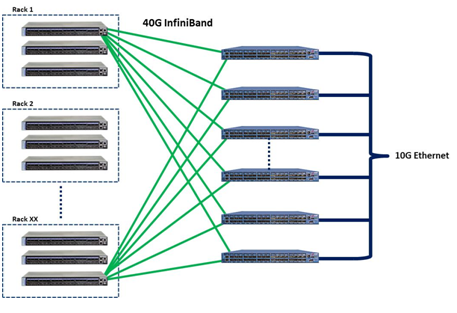 Rack 1
40G InfiniBand
Rack 2
10G Ethernet
Rack XX